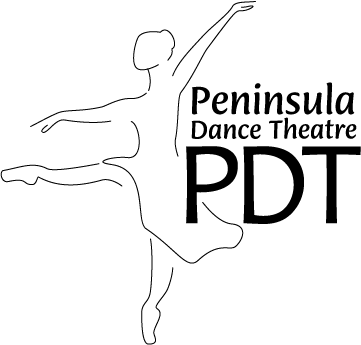 Peninsula
Dance Theatre
PDT